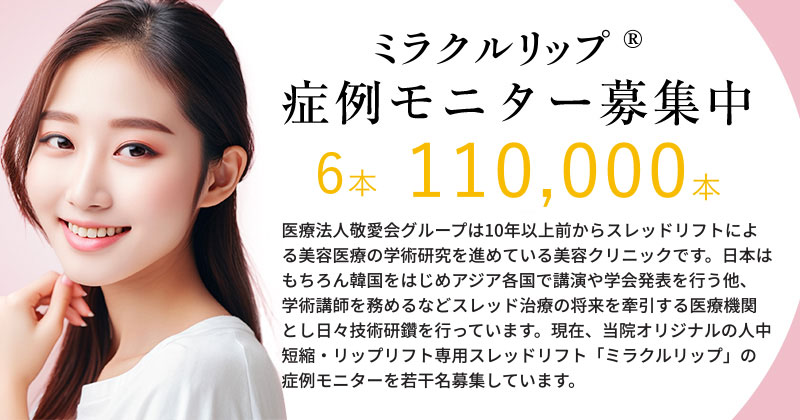 ミラクルリップ ®
症例モニター募集中
6本 110,000本
医療法人敬愛会グループは10年以上前からスレッドリフトによ
る美容医療の学術研究を進めている美容クリニックです。日本は
もちろん韓国をはじめアジア各国で講演や学会発表を行う他、
学術講師を務めるなどスレッド治療の将来を牽引する医療機関
とし日々技術研鑽を行っています。現在、当院オリジナルの人中
短縮・リップリフト専用スレッドリフト「ミラクルリップ」の
症例モニターを若干名募集しています。